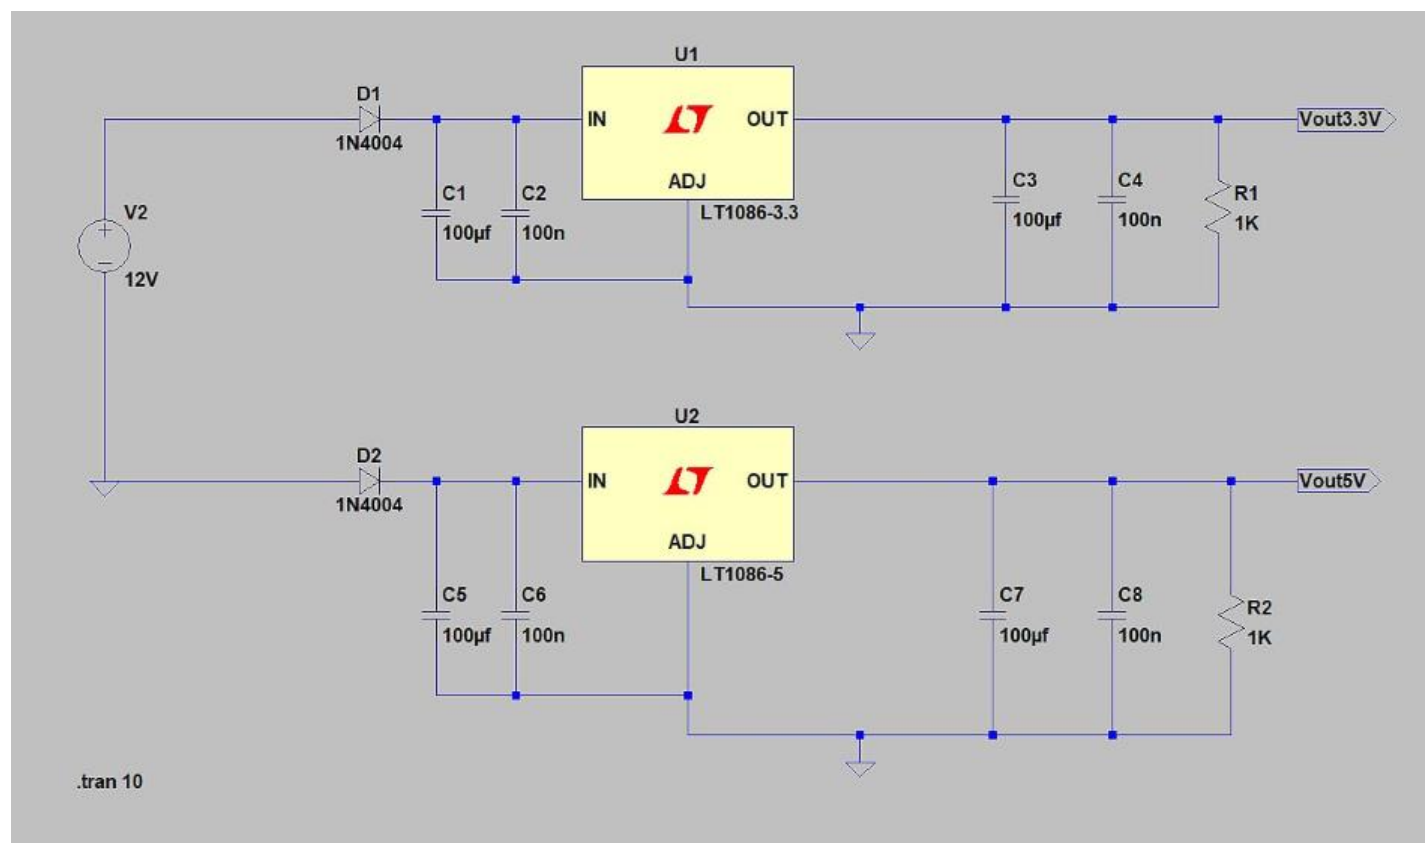 U1
D1
IN
OUT
Vout3.3V
1N4004
ADJ
C1
C2
C3
C4
R1
V2
LT1086-3.3
100µf
100n
100µf
100n
1K
12V
U2
D2
IN
OUT
Vout5V
1N4004
ADJ
LT1086-5
C5
C6
C7
C8
R2
100µf
100n
100µf
100n
1K
.tran 10